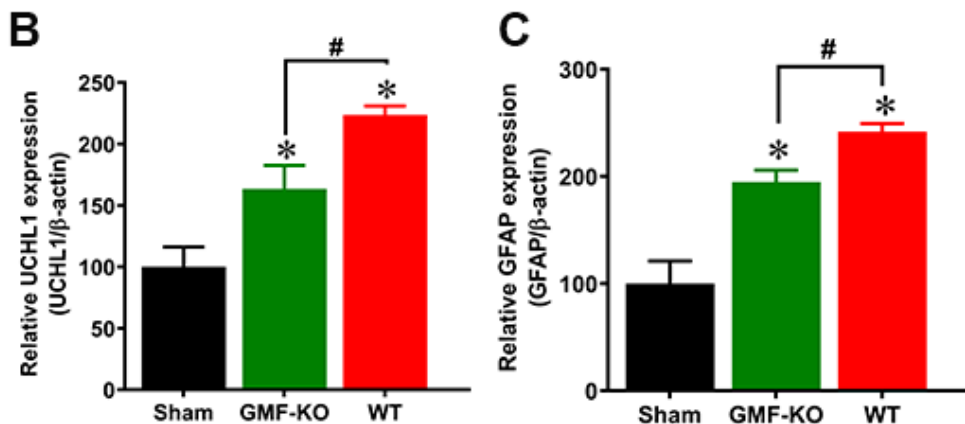 B
#
Relative UCHL1 expression
(UCHL1/β-actin)
250
200
150
100
50
0
*
*
Sham GMF-KO WT
C
#
Relative GFAP expression
(GFAP/β-actin)
300
200
100
0
*
*
Sham GMF-KO WT